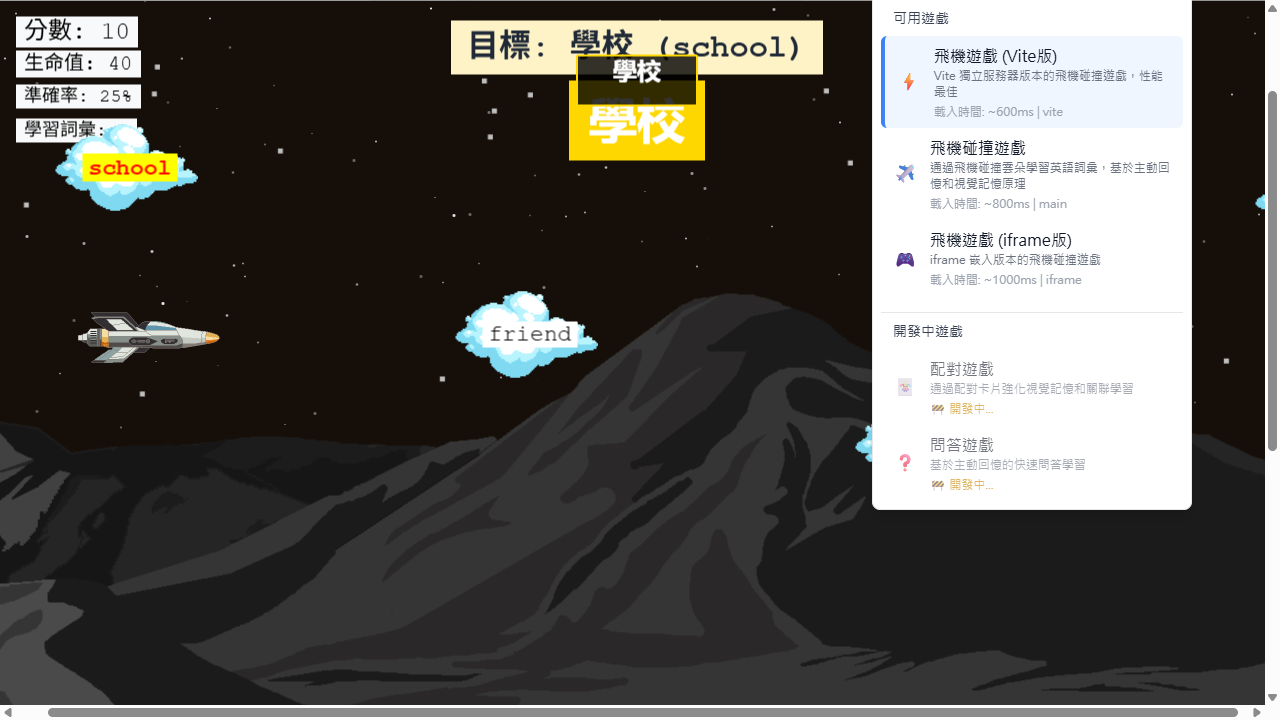 分數: 10
生命值: 40
準確率: 25%
學習詞彙:
school
目標: 學校 (school)
學校
學校
friend
可用遊戲
飛機遊戲 (Vite版)
Vite 獨立服務器版本的飛機碰撞遊戲，性能
最佳
載入時間: ~600ms | vite
飛機碰撞遊戲
通過飛機碰撞雲朵學習英語詞彙，基於主動回
憶和視覺記憶原理
載入時間: ~800ms | main
飛機遊戲 (iframe版)
iframe 嵌入版本的飛機碰撞遊戲
載入時間: ~1000ms | iframe
開發中遊戲
配對遊戲
通過配對卡片強化視覺記憶和關聯學習
開發中...
問答遊戲
基於主動回憶的快速問答學習
開發中...